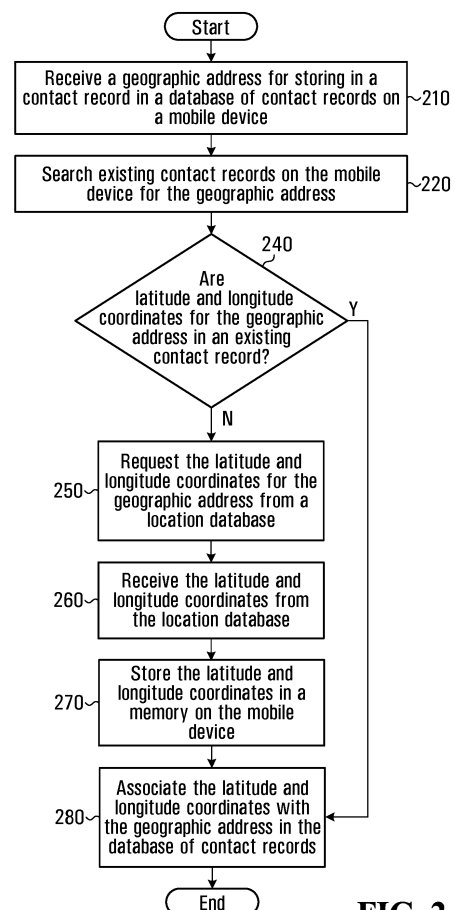 Start
Receive a geographic address for storing in a
contact record in a database of contact records on
a mobile device
210
Search existing contact records on the mobile
device for the geographic address
220
240
Are
latitude and longitude
coordinates for the geographic
address in an existing
contact record?
Y
N
250
Request the latitude and
longitude coordinates for the
geographic address from a
location database
260
Receive the latitude and
longitude coordinates from
the location database
270
Store the latitude and
longitude coordinates in a
memory on the mobile
device
280
Associate the latitude and
longitude coordinates with
the geographic address in the
database of contact records
End
FIG. 2